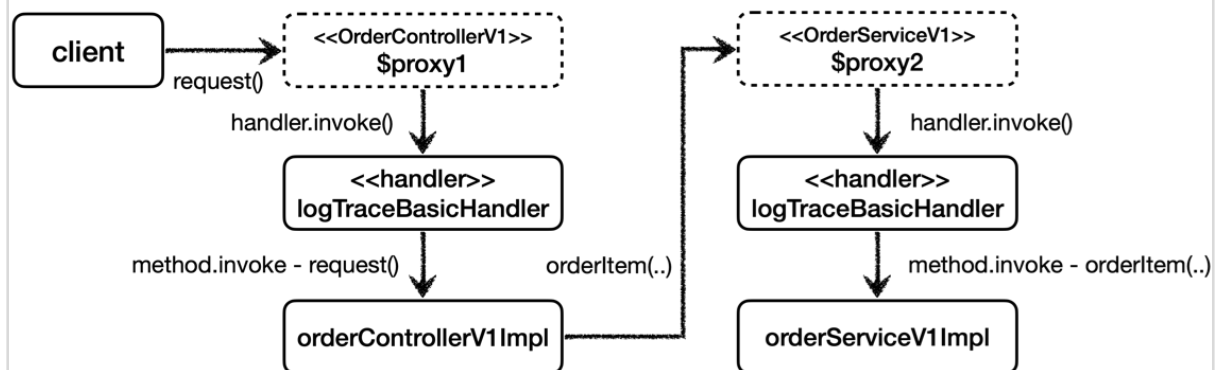 client
request()
<<OrderControllerV1>>
$proxy1
handler.invoke()
<<handler>>
logTraceBasicHandler
method.invoke - request()
orderControllerV1Impl
orderItem(..)
<<OrderServiceV1>>
$proxy2
handler.invoke()
<<handler>>
logTraceBasicHandler
method.invoke - orderItem(..)
orderServiceV1Impl